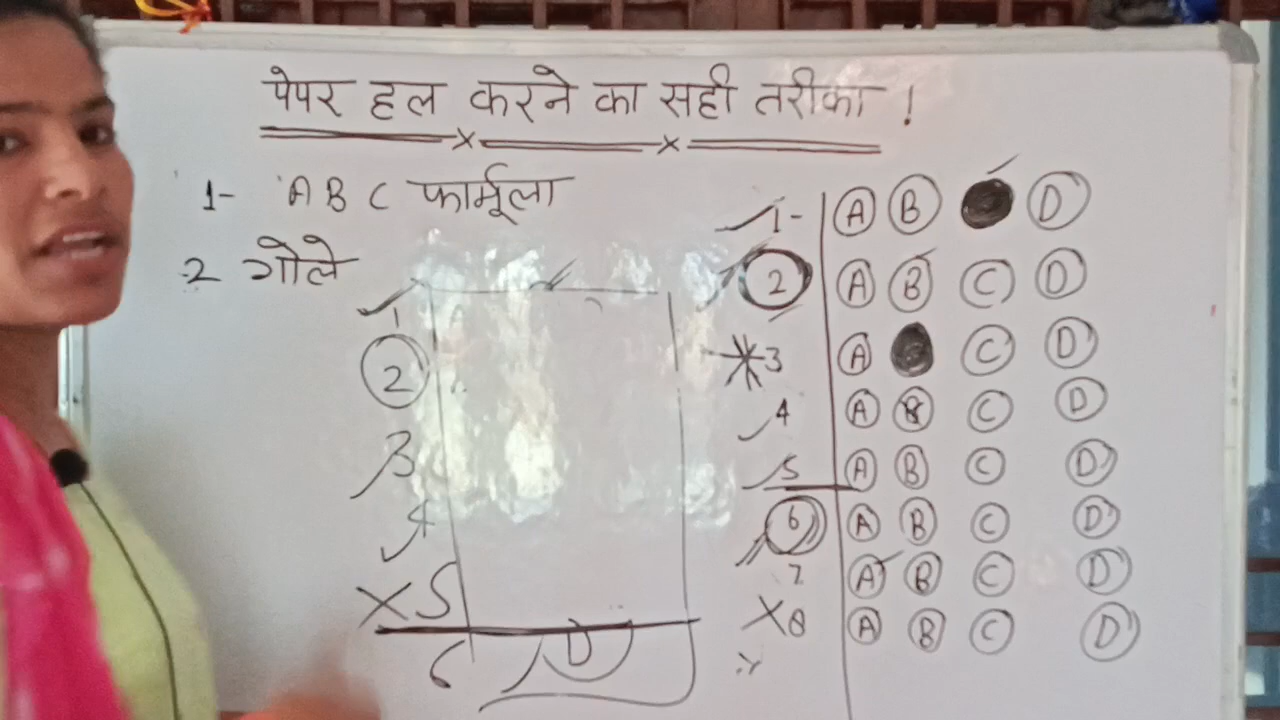 पेपर हल करने का सही तरीका !
1- A B C फार्मूला
2 गोले
1
2
3
4
5
6 D
1- A B D
2 A B C D
3 A C D
4 A B C D
5 A B C D
6 A B C D
7 A B C D
8 A B C D